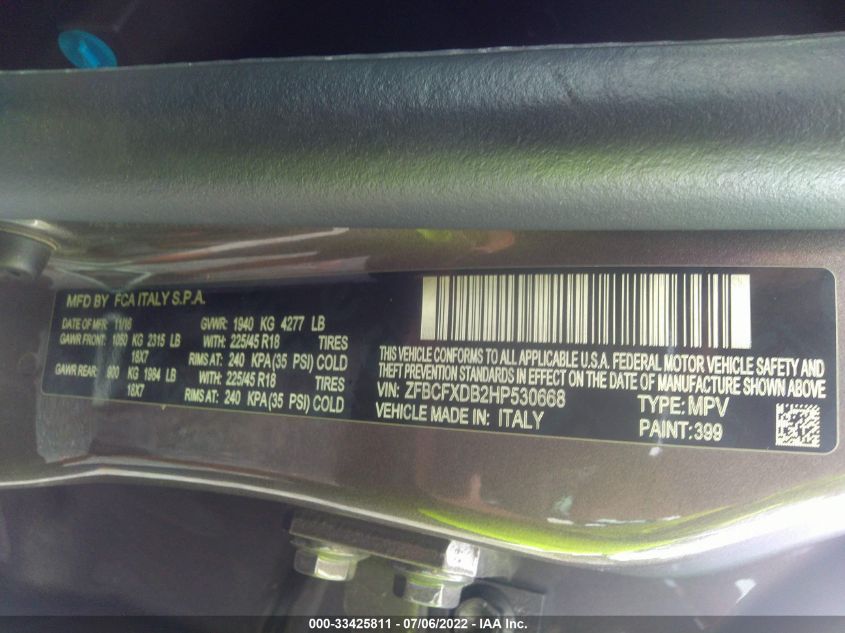 MFD BY FCA ITALY S.P.A.
DATE OF MFR: 11/16 GVWR: 1940 KG 4277 LB
GAWR FRONT: 1050 KG 2315 LB WITH: 225/45 R18 TIRES
18X7 RIMS AT: 240 KPA(35 PSI) COLD
GAWR REAR: 900 KG 1984 LB WITH: 225/45 R18 TIRES
18X7 RIMS AT: 240 KPA(35 PSI) COLD
THIS VEHICLE CONFORMS TO ALL APPLICABLE U.S.A. FEDERAL MOTOR VEHICLE SAFETY AND
THEFT PREVENTION STANDARDS IN EFFECT ON THE DATE OF MANUFACTURE SHOWN ABOVE
VIN: ZFBCFXDB2HP530668 TYPE: MPV
VEHICLE MADE IN: ITALY PAINT: 399
000-33425811 - 07/06/2022 - IAA Inc.